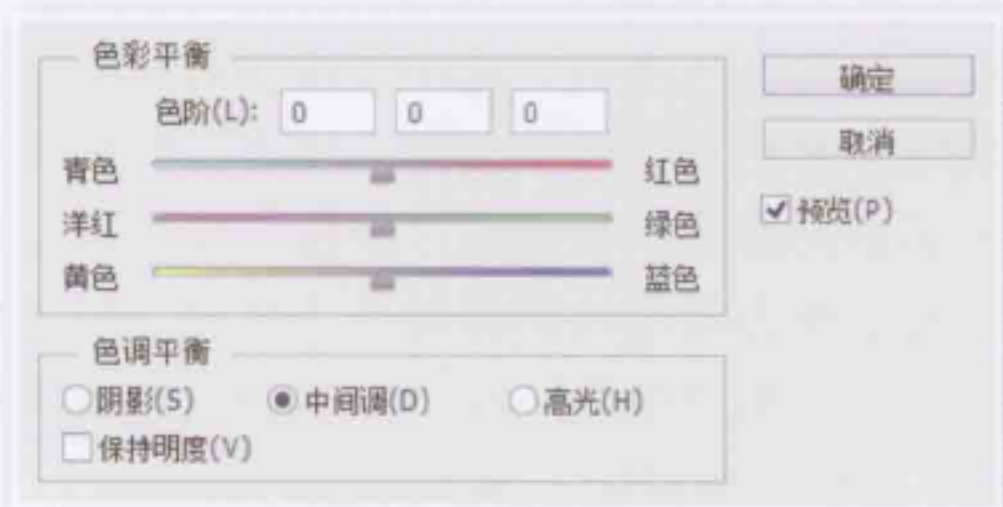 色彩平衡
色阶(L): 0 0 0
青色 红色
洋红 绿色
黄色 蓝色
色调平衡
阴影(S) 中间调(D) 高光(H)
保持明度(V)
确定
取消
预览(P)